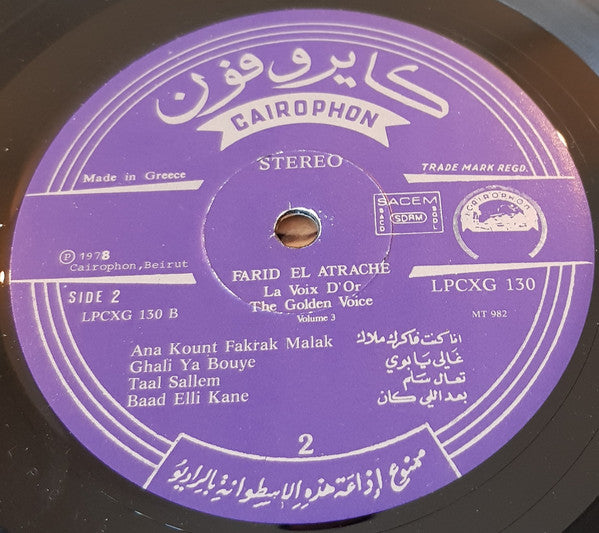 كايروفون
CAIROPHON
STEREO
Made in Greece
TRADE MARK REGD.
SACEM
SACD
SDRM
SGDL
CAIROPHON
℗ 1978
Cairophon, Beirut
FARID EL ATRACHE
La Voix D'Or
The Golden Voice
Volume 3
SIDE 2
LPCXG 130 B
LPCXG 130
MT 982
Ana Kount Fakrak Malak انا كنت فاكرك ملاك
Ghali Ya Bouye غالي يا بوي
Taal Sallem تعال سلم
Baad Elli Kane بعد اللي كان
2
ممنوع إذاعة هذه الاسطوانة بالراديو